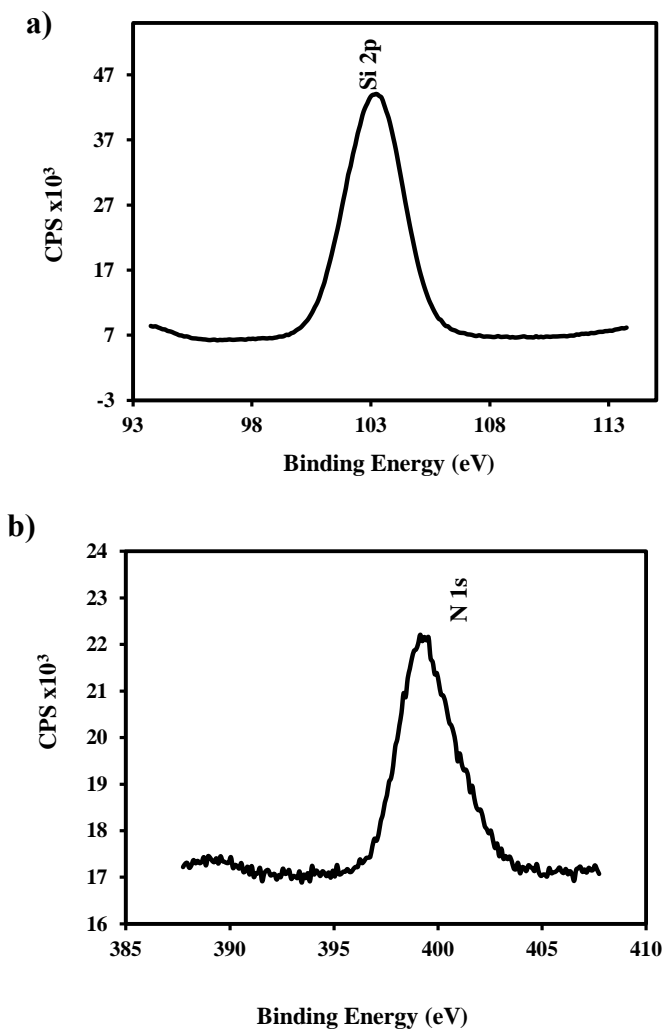 a)
Si 2p
47
37
27
17
7
-3
CPS x10³
93 98 103 108 113
Binding Energy (eV)
b)
N 1s
24
23
22
21
20
19
18
17
16
CPS x10³
385 390 395 400 405 410
Binding Energy (eV)